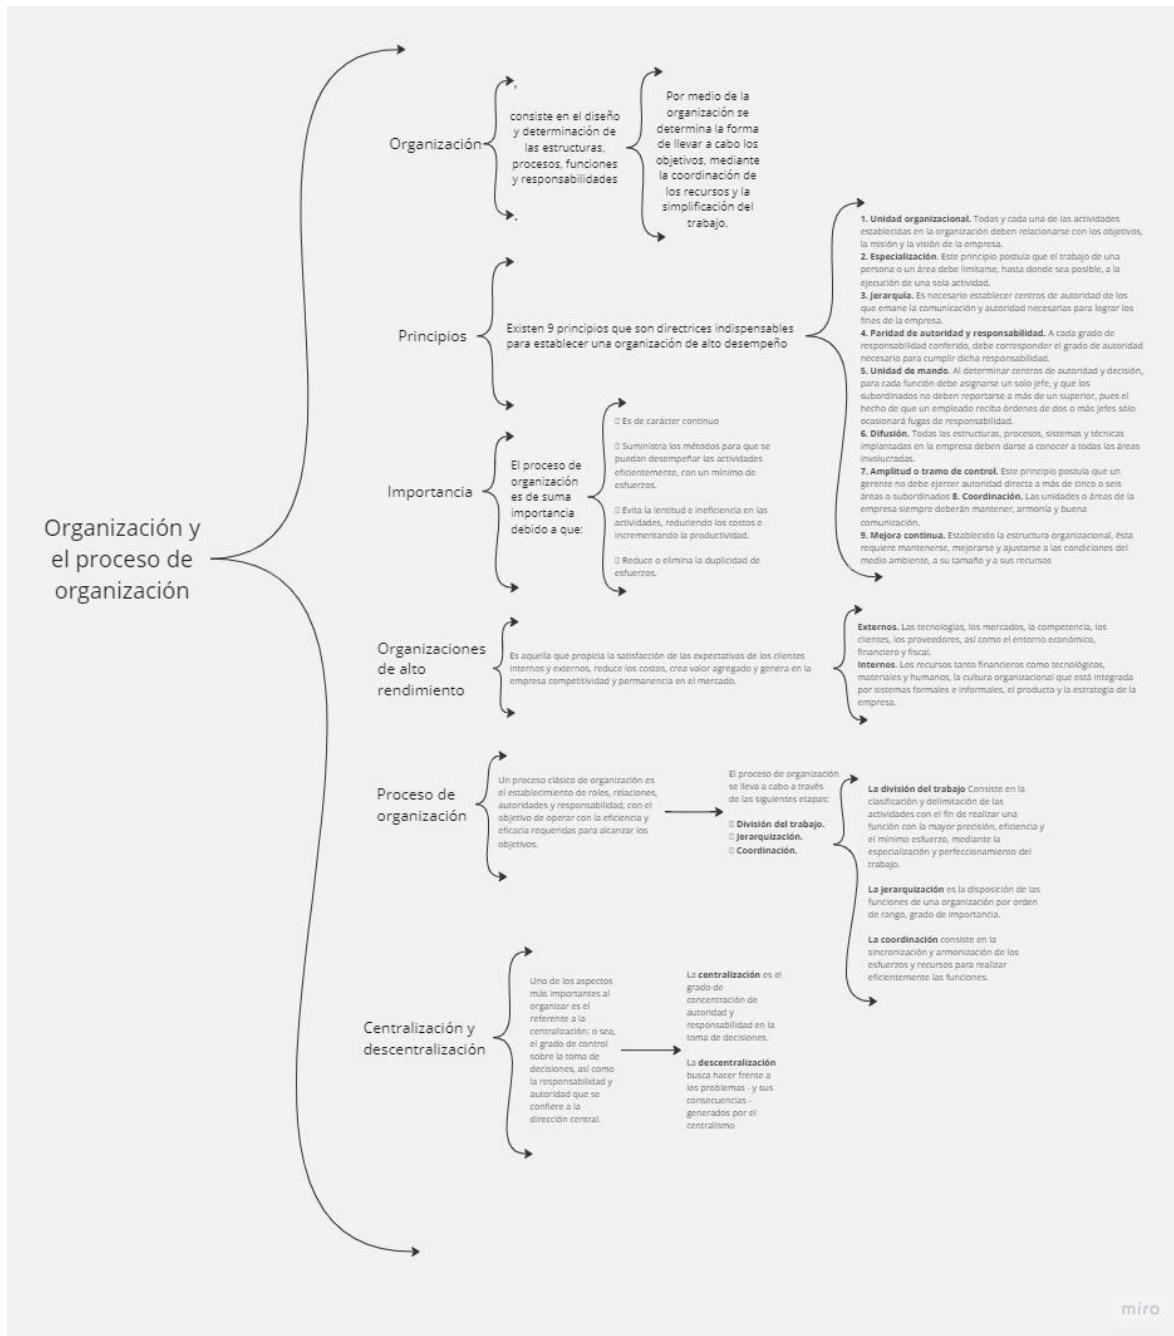 Organización y
el proceso de
organización
Organización
consiste en el diseño
y determinación de
las estructuras,
procesos, funciones
y responsabilidades
Por medio de la
organización se
determina la forma
de llevar a cabo los
objetivos, mediante
la coordinación de
los recursos y la
simplificación del
trabajo.
Principios
Existen 9 principios que son directrices indispensables
para establecer una organización de alto desempeño
1. Unidad organizacional. Todas y cada una de las actividades
establecidas en la organización deben relacionarse con los objetivos,
la misión y la visión de la empresa.
2. Especialización. Este principio postula que el trabajo de una
persona o un área debe limitarse, hasta donde sea posible, a la
ejecución de una sola actividad.
3. Jerarquía. Es necesario establecer centros de autoridad de los
que emane la comunicación y autoridad necesarias para lograr los
fines de la empresa.
4. Paridad de autoridad y responsabilidad. A cada grado de
responsabilidad conferido, debe corresponder el grado de autoridad
necesario para cumplir dicha responsabilidad.
5. Unidad de mando. Al determinar centros de autoridad y decisión,
para cada función debe asignarse un solo jefe, y que los
subordinados no deben reportarse a más de un superior, pues el
hecho de que un empleado reciba órdenes de dos o más jefes sólo
ocasionará fugas de responsabilidad.
6. Difusión. Todas las estructuras, procesos, sistemas y técnicas
implantadas en la empresa deben darse a conocer a todas las áreas
involucradas.
7. Amplitud o tramo de control. Este principio postula que un
gerente no debe ejercer autoridad directa a más de cinco o seis
áreas o subordinados 8. Coordinación. Las unidades o áreas de la
empresa siempre deberán mantener, armonía y buena
comunicación.
9. Mejora continua. Establecido la estructura organizacional, ésta
requiere mantenerse, mejorarse y ajustarse a las condiciones del
medio ambiente, a su tamaño y a sus recursos
Importancia
El proceso de
organización
es de suma
importancia
debido a que:
Es de carácter continuo
Suministra los métodos para que se
puedan desempeñar las actividades
eficientemente, con un mínimo de
esfuerzos.
Evita la lentitud e ineficiencia en las
actividades, reduciendo los costos e
incrementando la productividad.
Reduce o elimina la duplicidad de
esfuerzos.
Organizaciones
de alto
rendimiento
Es aquella que propicia la satisfacción de las expectativas de los clientes
internos y externos, reduce los costos, crea valor agregado y genera en la
empresa competitividad y permanencia en el mercado.
Externos. Las tecnologías, los mercados, la competencia, los
clientes, los proveedores, así como el entorno económico,
financiero y fiscal.
Internos. Los recursos tanto financieros como tecnológicos,
materiales y humanos, la cultura organizacional que está integrada
por sistemas formales e informales, el producto y la estrategia de la
empresa.
Proceso de
organización
Un proceso clásico de organización es
el establecimiento de roles, relaciones,
autoridades y responsabilidad, con el
objetivo de operar con la eficiencia y
eficacia requeridas para alcanzar los
objetivos.
El proceso de organización
se lleva a cabo a través
de las siguientes etapas:
División del trabajo.
Jerarquización.
Coordinación.
La división del trabajo Consiste en la
clasificación y delimitación de las
actividades con el fin de realizar una
función con la mayor precisión, eficiencia y
el mínimo esfuerzo, mediante la
especialización y perfeccionamiento del
trabajo.
La jerarquización es la disposición de las
funciones de una organización por orden
de rango, grado de importancia.
La coordinación consiste en la
sincronización y armonización de los
esfuerzos y recursos para realizar
eficientemente las funciones.
Centralización y
descentralización
Uno de los aspectos
más importantes al
organizar es el
referente a la
centralización: o sea,
el grado de control
sobre la toma de
decisiones, así como
la responsabilidad y
autoridad que se
confiere a la
dirección central.
La centralización es el
grado de
concentración de
autoridad y
responsabilidad en la
toma de decisiones.
La descentralización
busca hacer frente a
los problemas - y sus
consecuencias -
generados por el
centralismo
miro